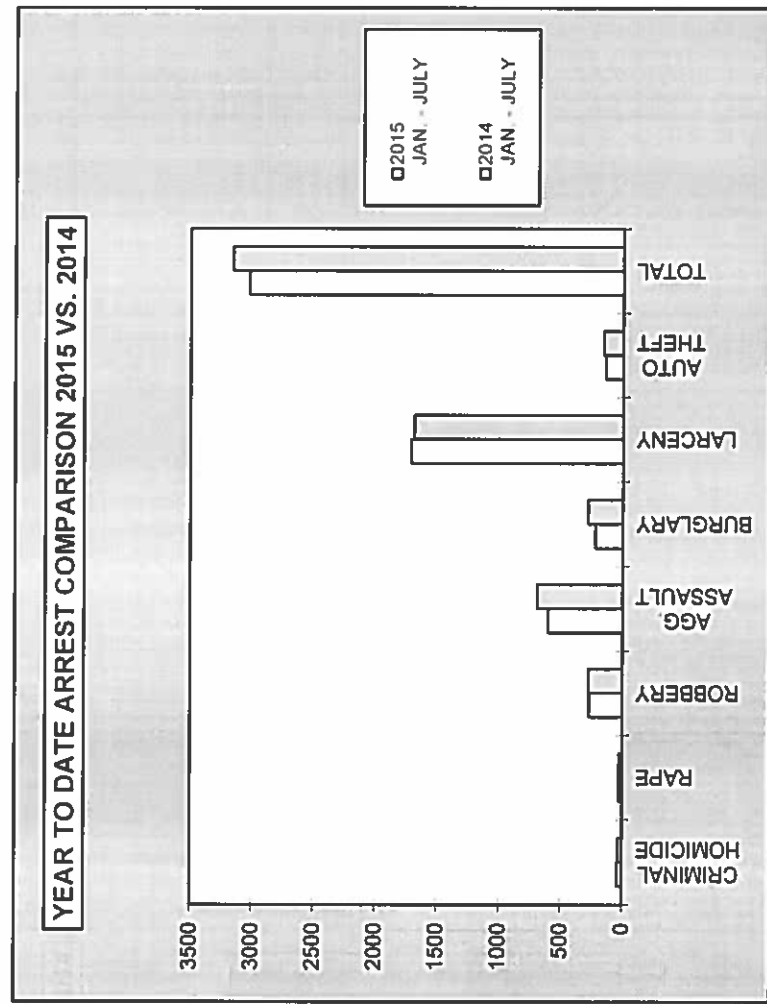 YEAR TO DATE ARREST COMPARISON 2015 VS. 2014
3500
3000
2500
2000
1500
1000
500
0
CRIMINAL
HOMICIDE
RAPE
ROBBERY
AGG.
ASSAULT
BURGLARY
LARCENY
AUTO
THEFT
TOTAL
2015
JAN. - JULY
2014
JAN. - JULY